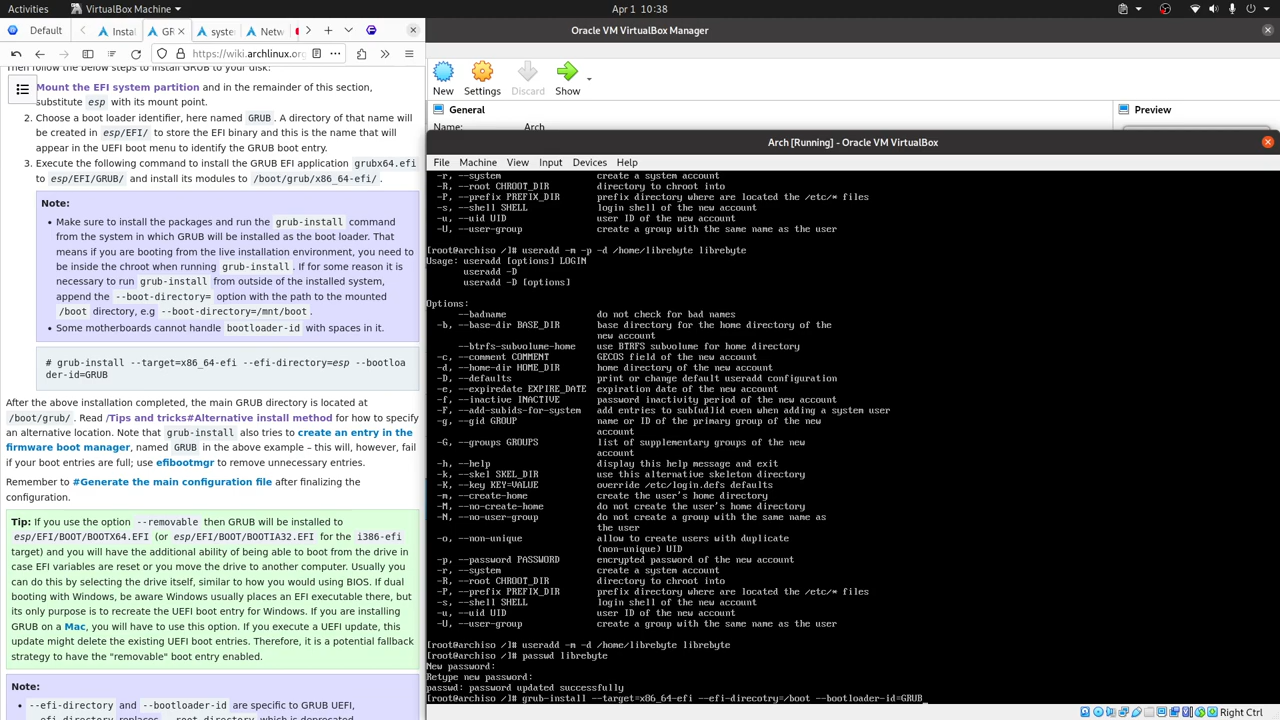 Activities
VirtualBox Machine
Apr 1 10:38
Default
Instal
GR
syste
Netw
https://wiki.archlinux.org
Then follow the below steps to install GRUB to your disk:
1. Mount the EFI system partition and in the remainder of this section,
substitute esp with its mount point.
2. Choose a boot loader identifier, here named GRUB. A directory of that name will
be created in esp/EFI/ to store the EFI binary and this is the name that will
appear in the UEFI boot menu to identify the GRUB boot entry.
3. Execute the following command to install the GRUB EFI application grubx64.efi
to esp/EFI/GRUB/ and install its modules to /boot/grub/x86_64-efi/.
Note:
• Make sure to install the packages and run the grub-install command
from the system in which GRUB will be installed as the boot loader. That
means if you are booting from the live installation environment, you need to
be inside the chroot when running grub-install. If for some reason it is
necessary to run grub-install from outside of the installed system,
append the --boot-directory= option with the path to the mounted
/boot directory, e.g --boot-directory=/mnt/boot.
• Some motherboards cannot handle bootloader-id with spaces in it.
# grub-install --target=x86_64-efi --efi-directory=esp --bootloa
der-id=GRUB
After the above installation completed, the main GRUB directory is located at
/boot/grub/. Read /Tips and tricks#Alternative install method for how to specify
an alternative location. Note that grub-install also tries to create an entry in the
firmware boot manager, named GRUB in the above example – this will, however, fail
if your boot entries are full; use efibootmgr to remove unnecessary entries.
Remember to #Generate the main configuration file after finalizing the
configuration.
Tip: If you use the option --removable then GRUB will be installed to
esp/EFI/BOOT/BOOTX64.EFI (or esp/EFI/BOOT/BOOTIA32.EFI for the i386-efi
target) and you will have the additional ability of being able to boot from the drive in
case EFI variables are reset or you move the drive to another computer. Usually you
can do this by selecting the drive itself, similar to how you would using BIOS. If dual
booting with Windows, be aware Windows usually places an EFI executable there, but
its only purpose is to recreate the UEFI boot entry for Windows. If you are installing
GRUB on a Mac, you will have to use this option. If you execute a UEFI update, this
update might delete the existing UEFI boot entries. Therefore, it is a potential fallback
strategy to have the "removable" boot entry enabled.
Note:
efi-directory and --bootloader-id are specific to GRUB UEFI,
Oracle VM VirtualBox Manager
New
Settings
Discard
Show
General
Name: Arch
Preview
Arch [Running] - Oracle VM VirtualBox
File Machine View Input Devices Help
-r, --system create a system account
-R, --root CHROOT_DIR directory to chroot into
-P, --prefix PREFIX_DIR prefix directory where are located the /etc/* files
-s, --shell SHELL login shell of the new account
-u, --uid UID user ID of the new account
-U, --user-group create a group with the same name as the user
[root@archiso /]# useradd -m -p -d /home/librebyte librebyte
Usage: useradd [options] LOGIN
useradd -D
useradd -D [options]
Options:
--badname do not check for bad names
-b, --base-dir BASE_DIR base directory for the home directory of the
new account
--btrfs-subvolume-home use BTRFS subvolume for home directory
-c, --comment COMMENT GECOS field of the new account
-d, --home-dir HOME_DIR home directory of the new account
-D, --defaults print or change default useradd configuration
-e, --expiredate EXPIRE_DATE expiration date of the new account
-f, --inactive INACTIVE password inactivity period of the new account
-F, --add-subids-for-system add entries to sub[ud]id even when adding a system user
-g, --gid GROUP name or ID of the primary group of the new
account
-G, --groups GROUPS list of supplementary groups of the new
account
-h, --help display this help message and exit
-k, --skel SKEL_DIR use this alternative skeleton directory
-K, --key KEY=VALUE override /etc/login.defs defaults
-m, --create-home create the user's home directory
-M, --no-create-home do not create the user's home directory
-N, --no-user-group do not create a group with the same name as
the user
-o, --non-unique allow to create users with duplicate
(non-unique) UID
-p, --password PASSWORD encrypted password of the new account
-r, --system create a system account
-R, --root CHROOT_DIR directory to chroot into
-P, --prefix PREFIX_DIR prefix directory where are located the /etc/* files
-s, --shell SHELL login shell of the new account
-u, --uid UID user ID of the new account
-U, --user-group create a group with the same name as the user
[root@archiso /]# useradd -m -d /home/librebyte librebyte
[root@archiso /]# passwd librebyte
New password:
Retype new password:
passwd: password updated successfully
[root@archiso /]# grub-install --target=x86_64-efi --efi-direcotry=/boot --bootloader-id=GRUB_
Right Ctrl